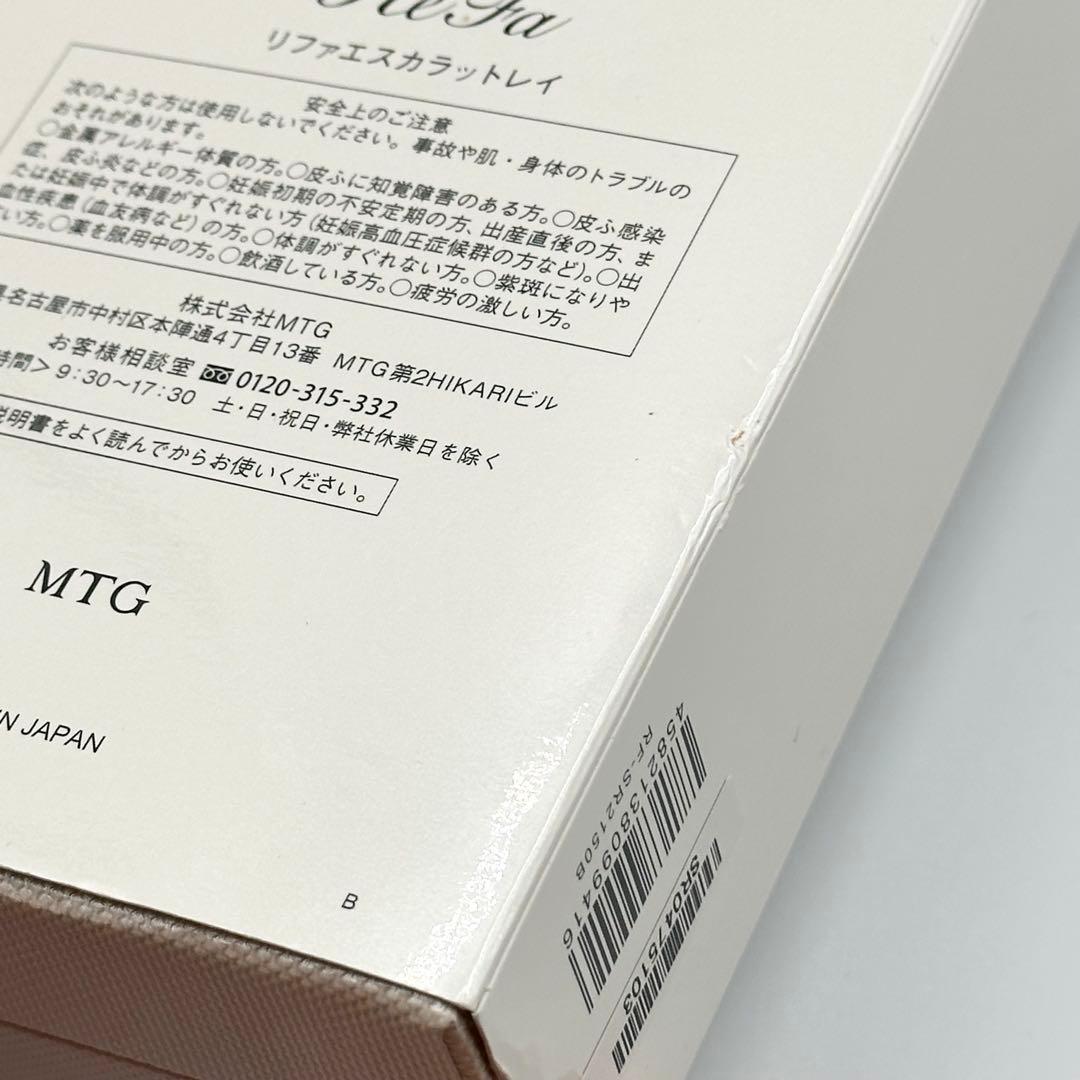 ReFa
リファエスカラットレイ
安全上のご注意
次のような方は使用しないでください。事故や肌・身体のトラブルの
おそれがあります。
○金属アレルギー体質の方。○皮ふに知覚障害のある方。○皮ふ感染
症、皮ふ炎などの方。○妊娠初期の不安定期の方、出産直後の方、ま
たは妊娠中で体調がすぐれない方(妊娠高血圧症候群の方など)。○出
血性疾患(血友病など)の方。○体調がすぐれない方。○紫斑になりや
い方。○薬を服用中の方。○飲酒している方。○疲労の激しい方。
株式会社MTG
名古屋市中村区本陣通4丁目13番 MTG第2HIKARIビル
お客様相談室 0120-315-332
時間>9:30〜17:30 土・日・祝日・弊社休業日を除く
説明書をよく読んでからお使いください。
MTG
IN JAPAN
B
4582138099416
RF-SR2150B